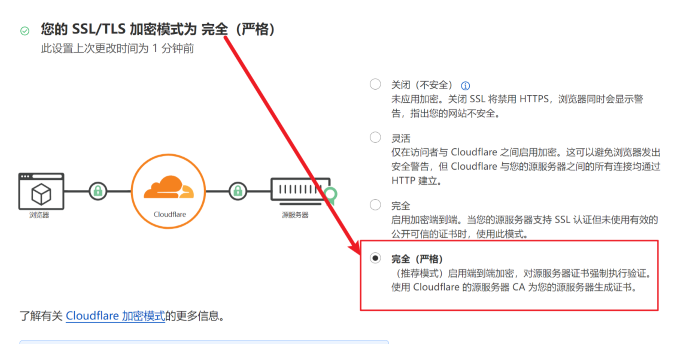 您的 SSL/TLS 加密模式为 完全（严格）
此设置上次更改时间为 1 分钟前
关闭（不安全）
未应用加密。关闭 SSL 将禁用 HTTPS，浏览器同时会显示警
告，指出您的网站不安全。
灵活
仅在访问者与 Cloudflare 之间启用加密。这可以避免浏览器发出
安全警告，但 Cloudflare 与您的源服务器之间的所有连接均通过
HTTP 建立。
浏览器
Cloudflare
源服务器
完全
启用加密端到端。当您的源服务器支持 SSL 认证但未使用有效的
公开可信的证书时，使用此模式。
完全（严格）
（推荐模式）启用端到端加密，对源服务器证书强制执行验证。
使用 Cloudflare 的源服务器 CA 为您的源服务器生成证书。
了解有关 Cloudflare 加密模式的更多信息。